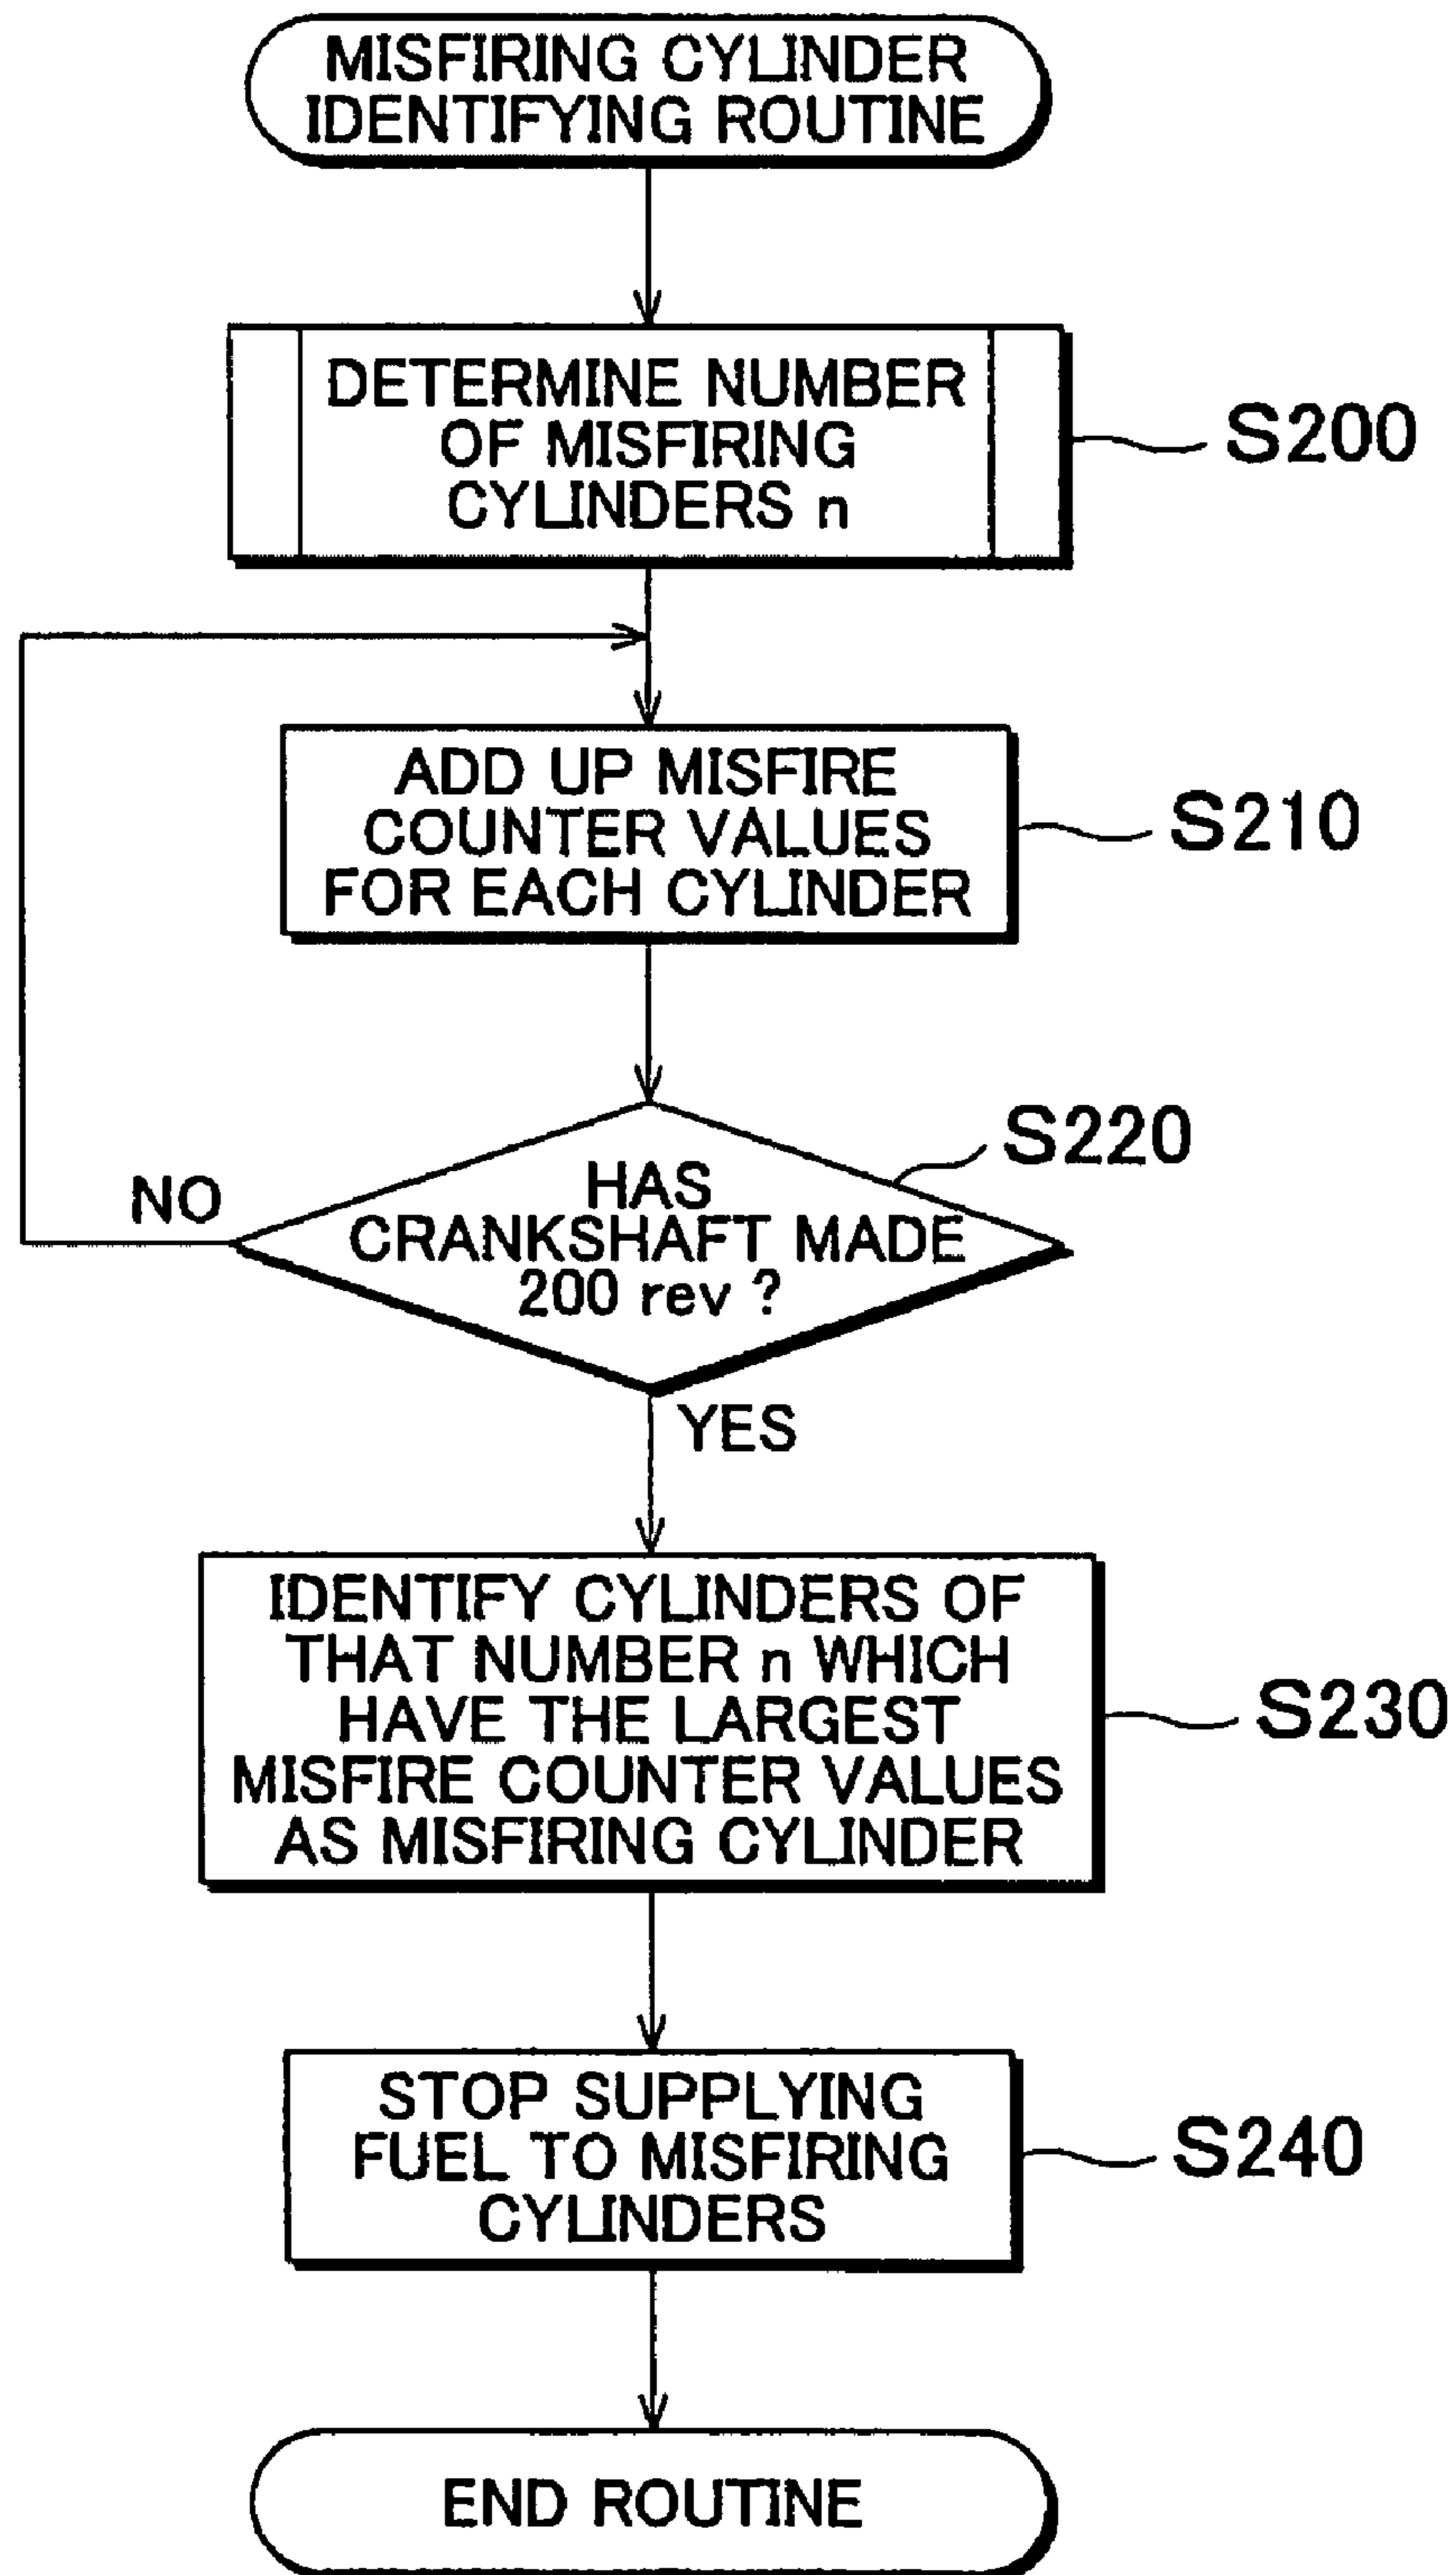 MISFIRING CYLINDER
IDENTIFYING ROUTINE
DETERMINE NUMBER
OF MISFIRING
CYLINDERS n
S200
ADD UP MISFIRE
COUNTER VALUES
FOR EACH CYLINDER
S210
S220
HAS
CRANKSHAFT MADE
200 rev ?
NO
YES
IDENTIFY CYLINDERS OF
THAT NUMBER n WHICH
HAVE THE LARGEST
MISFIRE COUNTER VALUES
AS MISFIRING CYLINDER
S230
STOP SUPPLYING
FUEL TO MISFIRING
CYLINDERS
S240
END ROUTINE